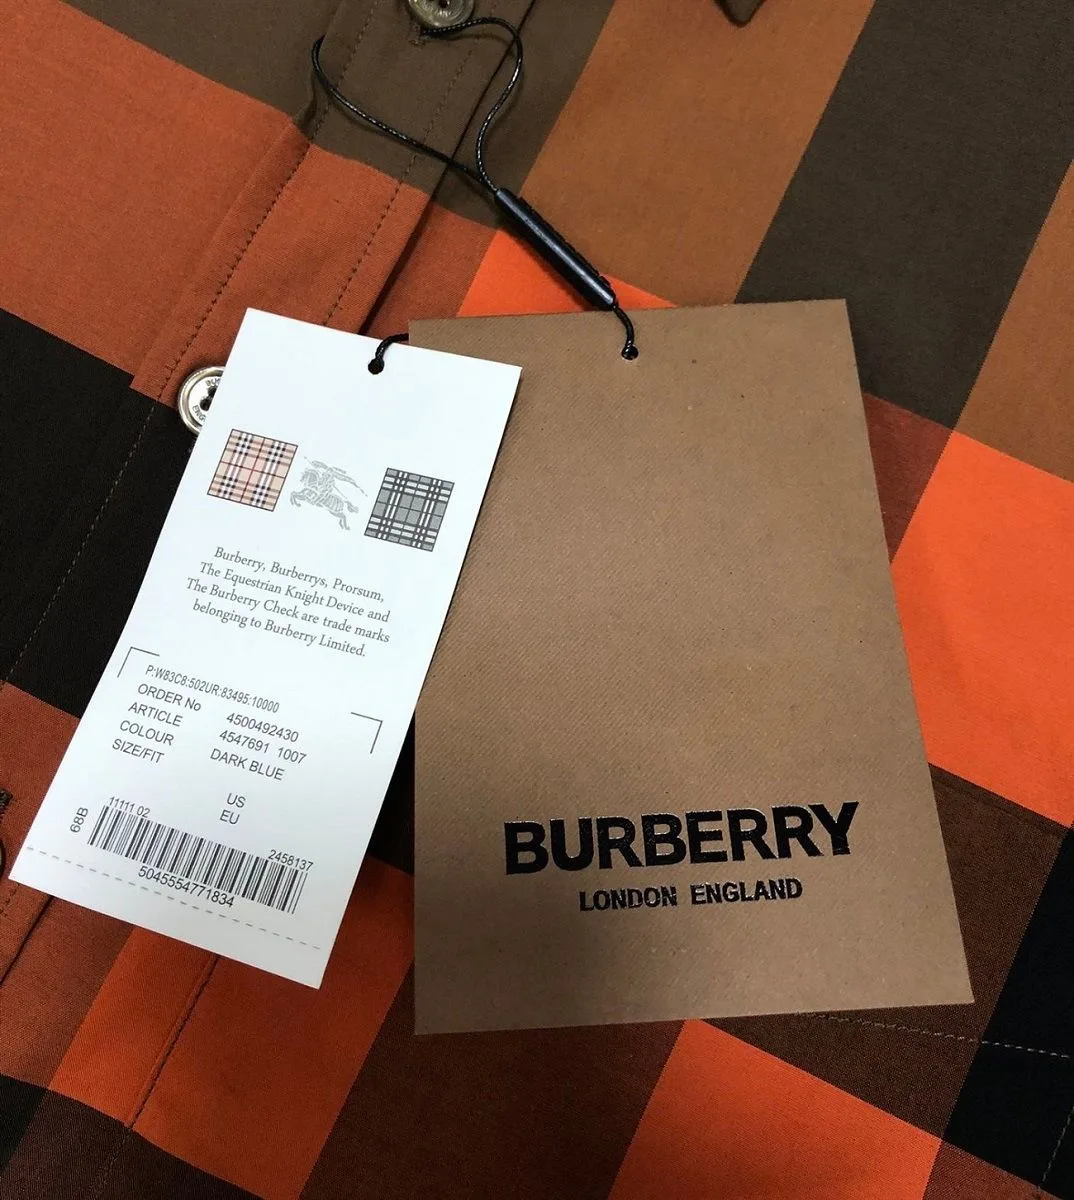 Burberry, Burberrys, Prorsum,
The Equestrian Knight Device and
The Burberry Check are trade marks
belonging to Burberry Limited.
P:W83C8:502UR:83495:10000
ORDER No 4500492430
ARTICLE 4547691 1007
COLOUR DARK BLUE
SIZE/FIT
US
EU
68B
11111 02
2458137
5045554771834
BURBERRY
LONDON ENGLAND